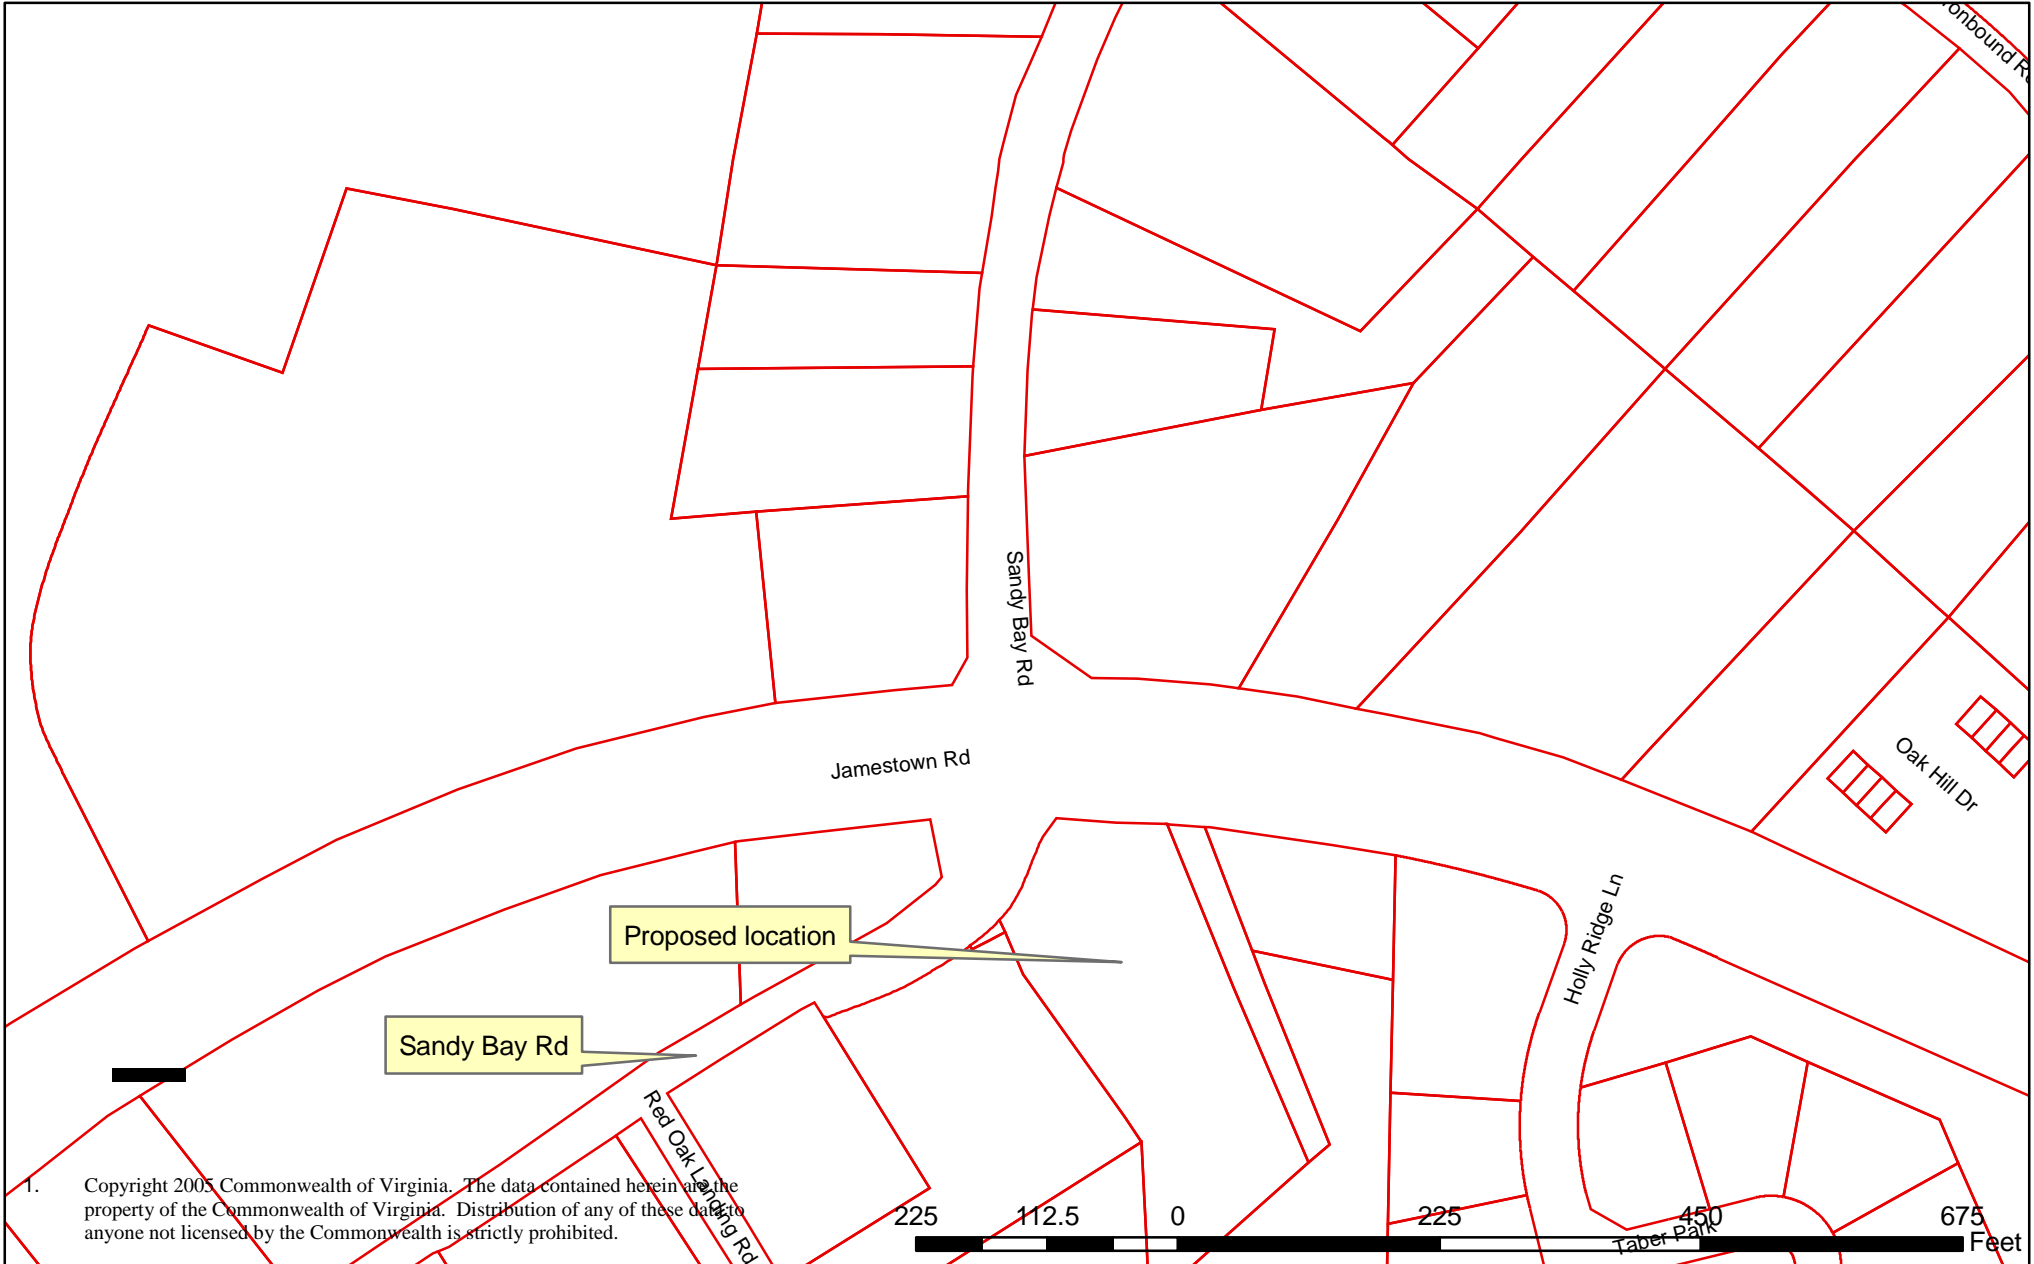 Sandy Bay Rd
Jamestown Rd
Oak Hill Dr
Holly Ridge Ln
Proposed location
Sandy Bay Rd
Red Oak Landing Rd
Taber Park
1. Copyright 2005 Commonwealth of Virginia. The data contained herein are the
property of the Commonwealth of Virginia. Distribution of any of these data to
anyone not licensed by the Commonwealth is strictly prohibited.
225 112.5 0 225 450 675
Feet